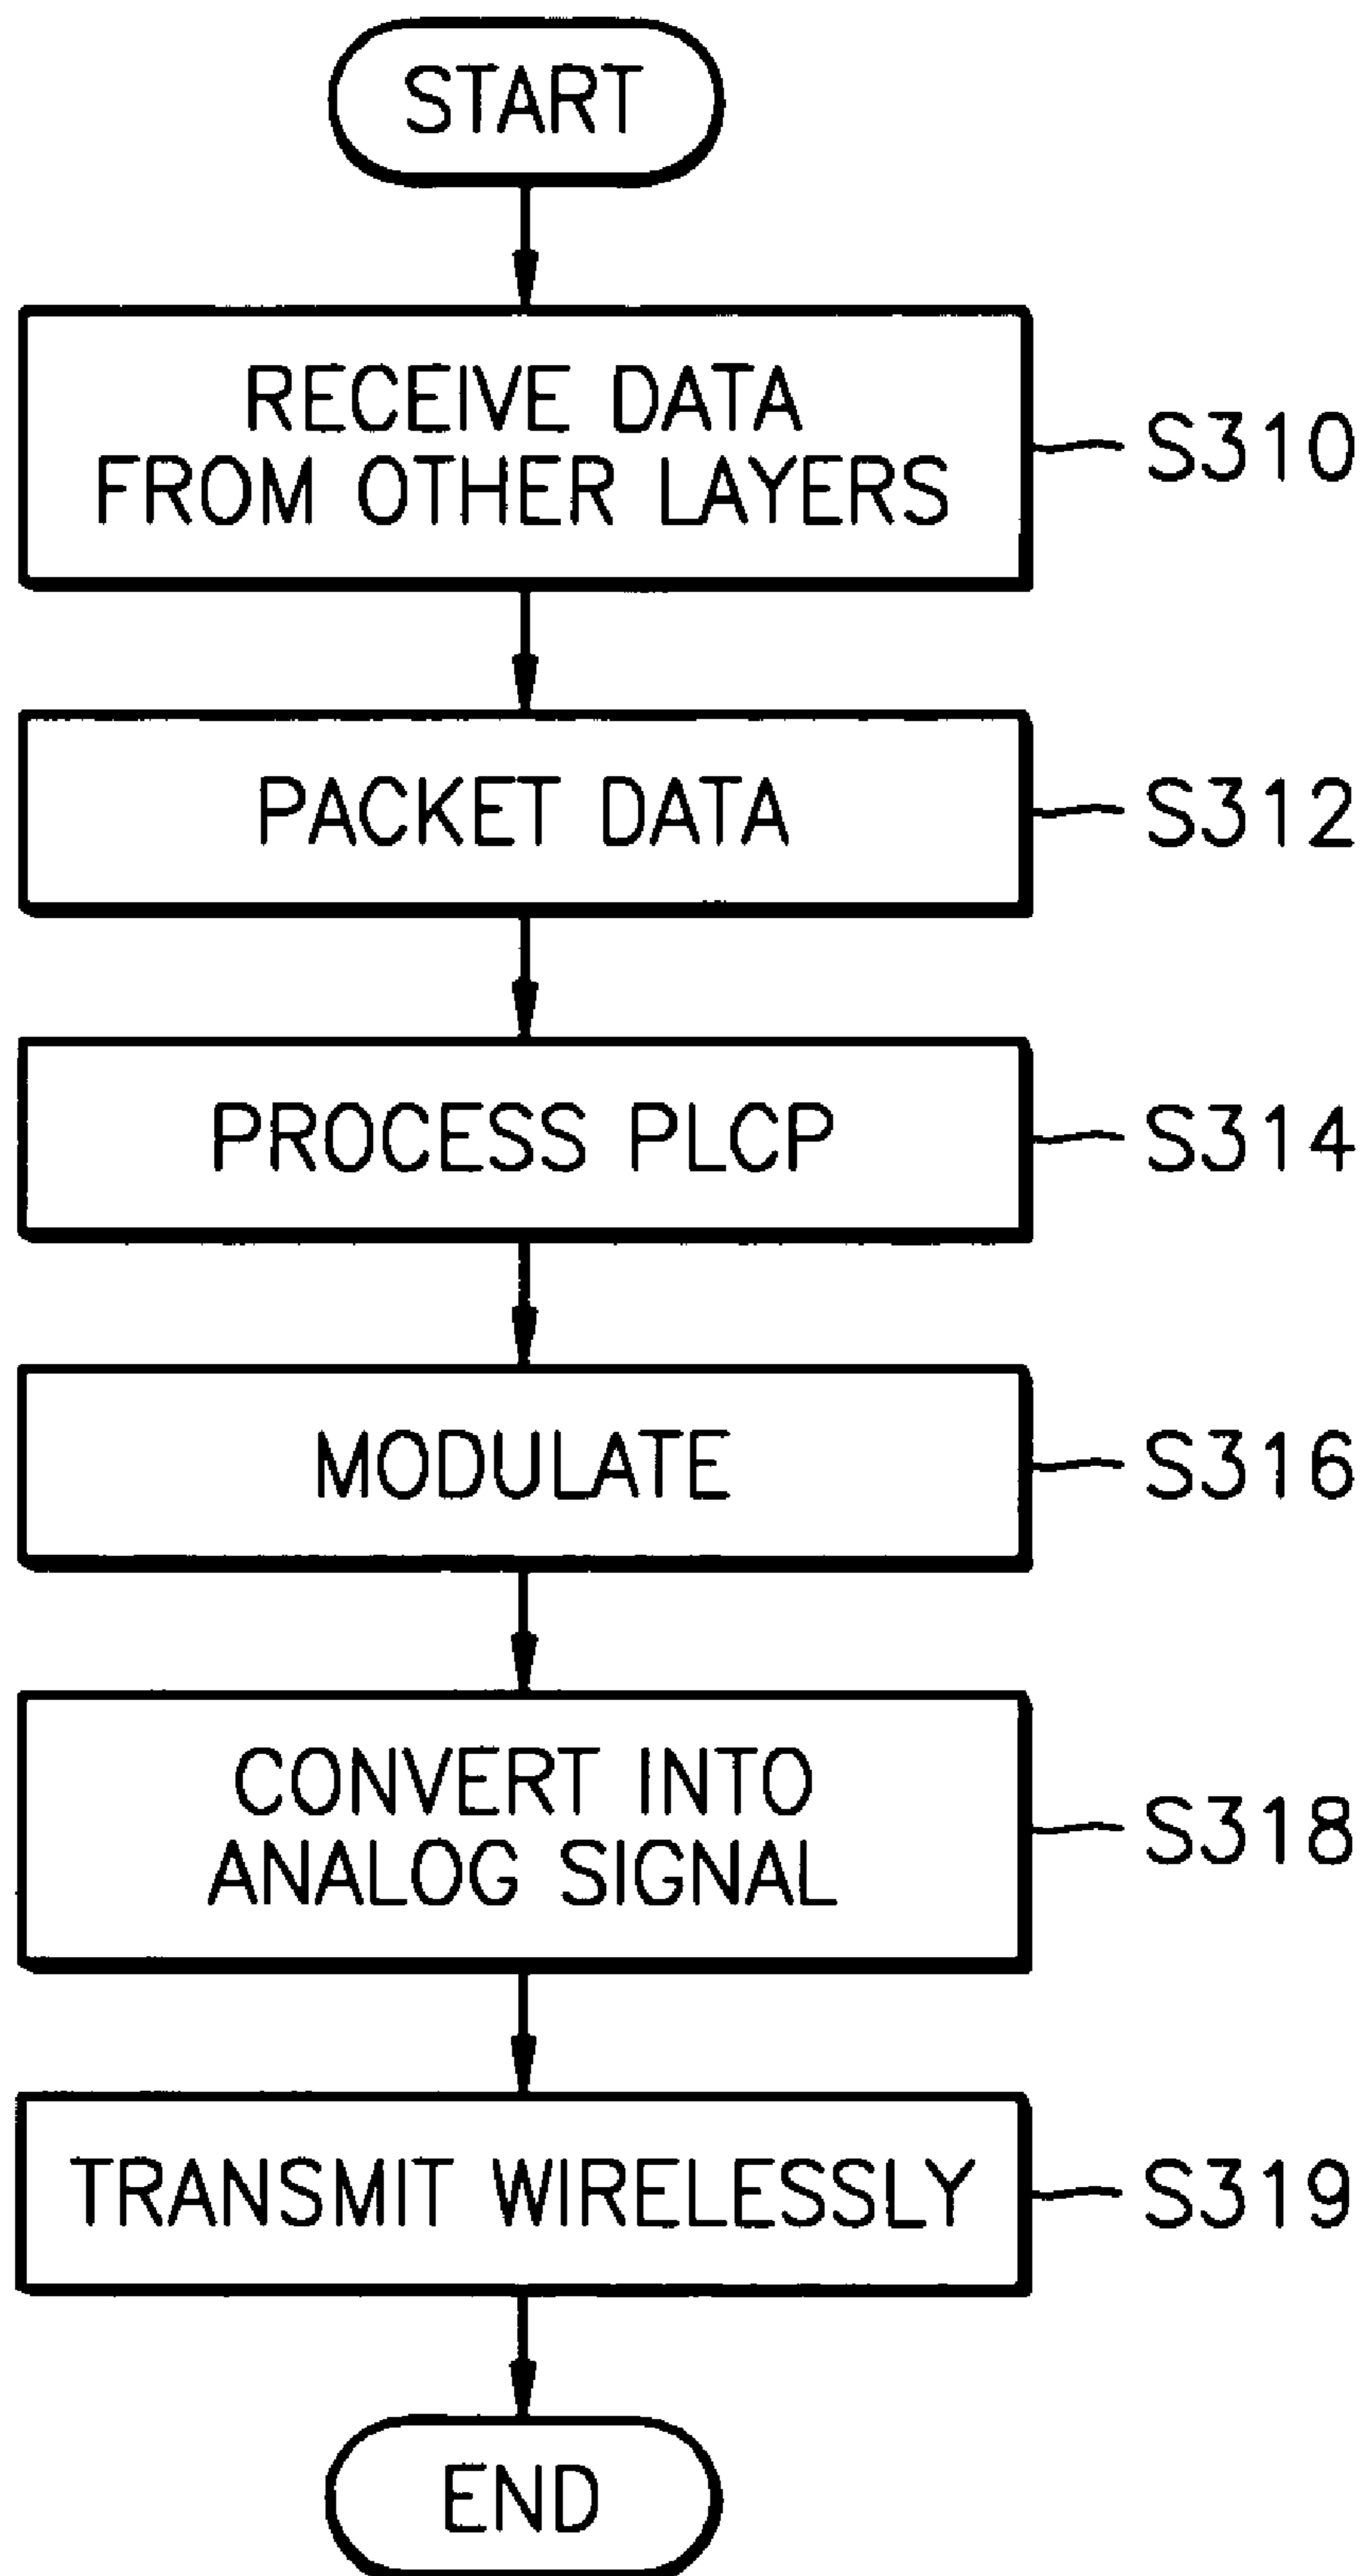 START
RECEIVE DATA
FROM OTHER LAYERS
S310
PACKET DATA
S312
PROCESS PLCP
S314
MODULATE
S316
CONVERT INTO
ANALOG SIGNAL
S318
TRANSMIT WIRELESSLY
S319
END